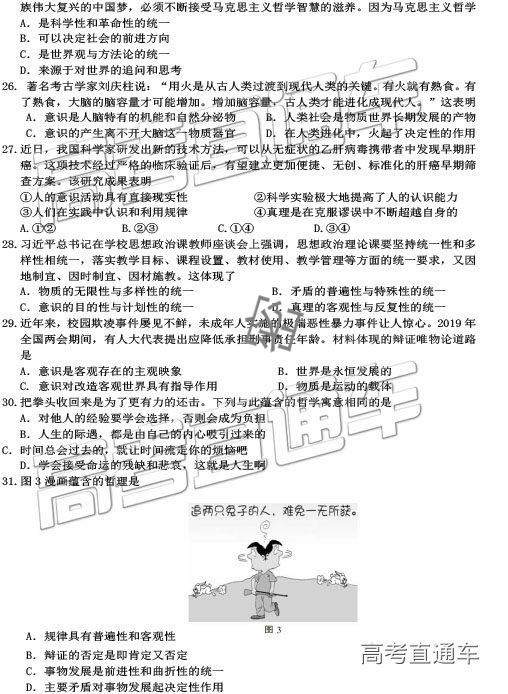 族伟大复兴的中国梦，必须不断接受马克思主义哲学智慧的滋养。因为马克思主义哲学
A．是科学性和革命性的统一
B．可以决定社会的前进方向
C．是世界观与方法论的统一
D．来源于对世界的追问和思考
26．著名考古学家刘庆柱说：“用火是从古人类过渡到现代人类的关键。有火就有熟食。有
了熟食，大脑的脑容量才可能增加。增加脑容量，古人类才能进化成现代人。”这表明
A．意识是人脑特有的机能和自然分泌物 B．人类社会是物质世界长期发展的产物
C．意识的产生离不开大脑这一物质器官 D．在人类进化中，火起了决定性的作用
27．近日，我国科学家研发出新的技术方法，可以从无症状的乙肝病毒携带者中发现早期肝
癌。这项技术经过严格的临床验证后，有望建立更加便捷、无创、标准化的肝癌早期筛
查方案。该研究成果表明
①人的意识活动具有直接现实性 ②科学实验极大地提高了人的认识能力
③人们在实践中认识和利用规律 ④真理是在克服谬误中不断超越自身的
A．①② B．②③ C．①④ D．③④
28．习近平总书记在学校思想政治课教师座谈会上强调，思想政治理论课要坚持统一性和多
样性相统一，落实教学目标、课程设置、教材使用、教学管理等方面的统一要求，又因
地制宜、因时制宜、因材施教。这体现了
A．物质的无限性与多样性的统一 B．矛盾的普遍性与特殊性的统一
C．意识的目的性与计划性的统一 D．真理的客观性与反复性的统一
29．近年来，校园欺凌事件屡见不鲜，未成年人实施的极端恶性暴力事件让人惊心。2019 年
全国两会期间，有人大代表提出应降低承担刑事责任年龄。材料体现的辩证唯物论道路
是
A．意识是客观存在的主观映象 B．世界是永恒发展的
C．意识对改造客观世界具有指导作用 D．物质是运动的载体
30．把拳头收回来是为了更有力的还击。下列与此蕴含的哲学寓意相同的是
A．对他人的经验要学会选择，否则会成为负担
B．人生的际遇，都是由自己的内心吸引过来的
C．时间总会过去的，就让时间流走你的烦恼吧
D．学会接受命运的残缺和悲哀，这就是人生啊
31．图 3 漫画蕴含的哲理是
追两只兔子的人，难免一无所获。
图 3
A．规律具有普遍性和客观性
B．辩证的否定是即肯定又否定
C．事物发展是前进性和曲折性的统一
D．主要矛盾对事物发展起决定性作用
高考直通车
高考直通车
高考直通车